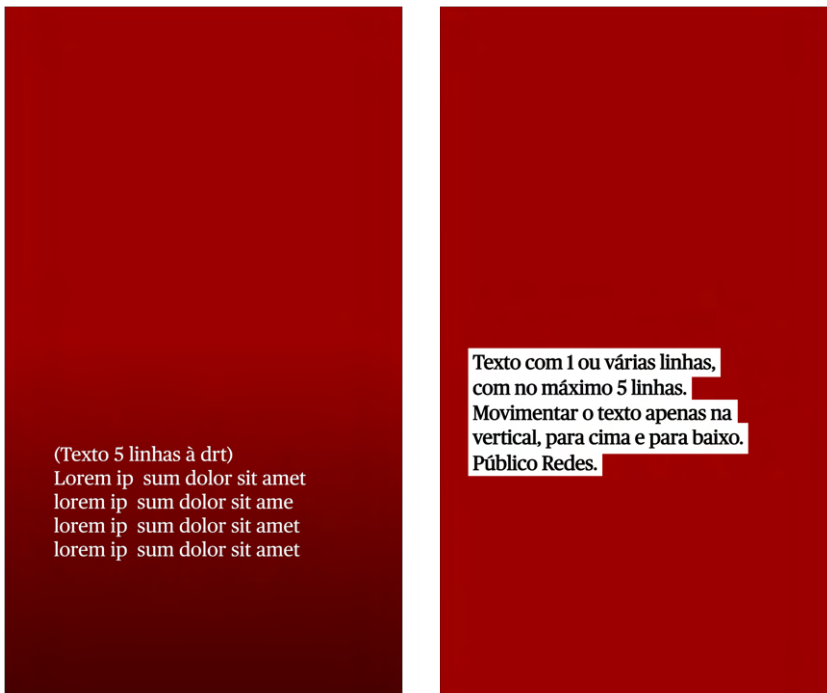 (Texto 5 linhas à drt)
Lorem ip  sum dolor sit amet
lorem ip  sum dolor sit ame
lorem ip  sum dolor sit amet
lorem ip  sum dolor sit amet
Texto com 1 ou várias linhas,
com no máximo 5 linhas.
Movimentar o texto apenas na
vertical, para cima e para baixo.
Público Redes.